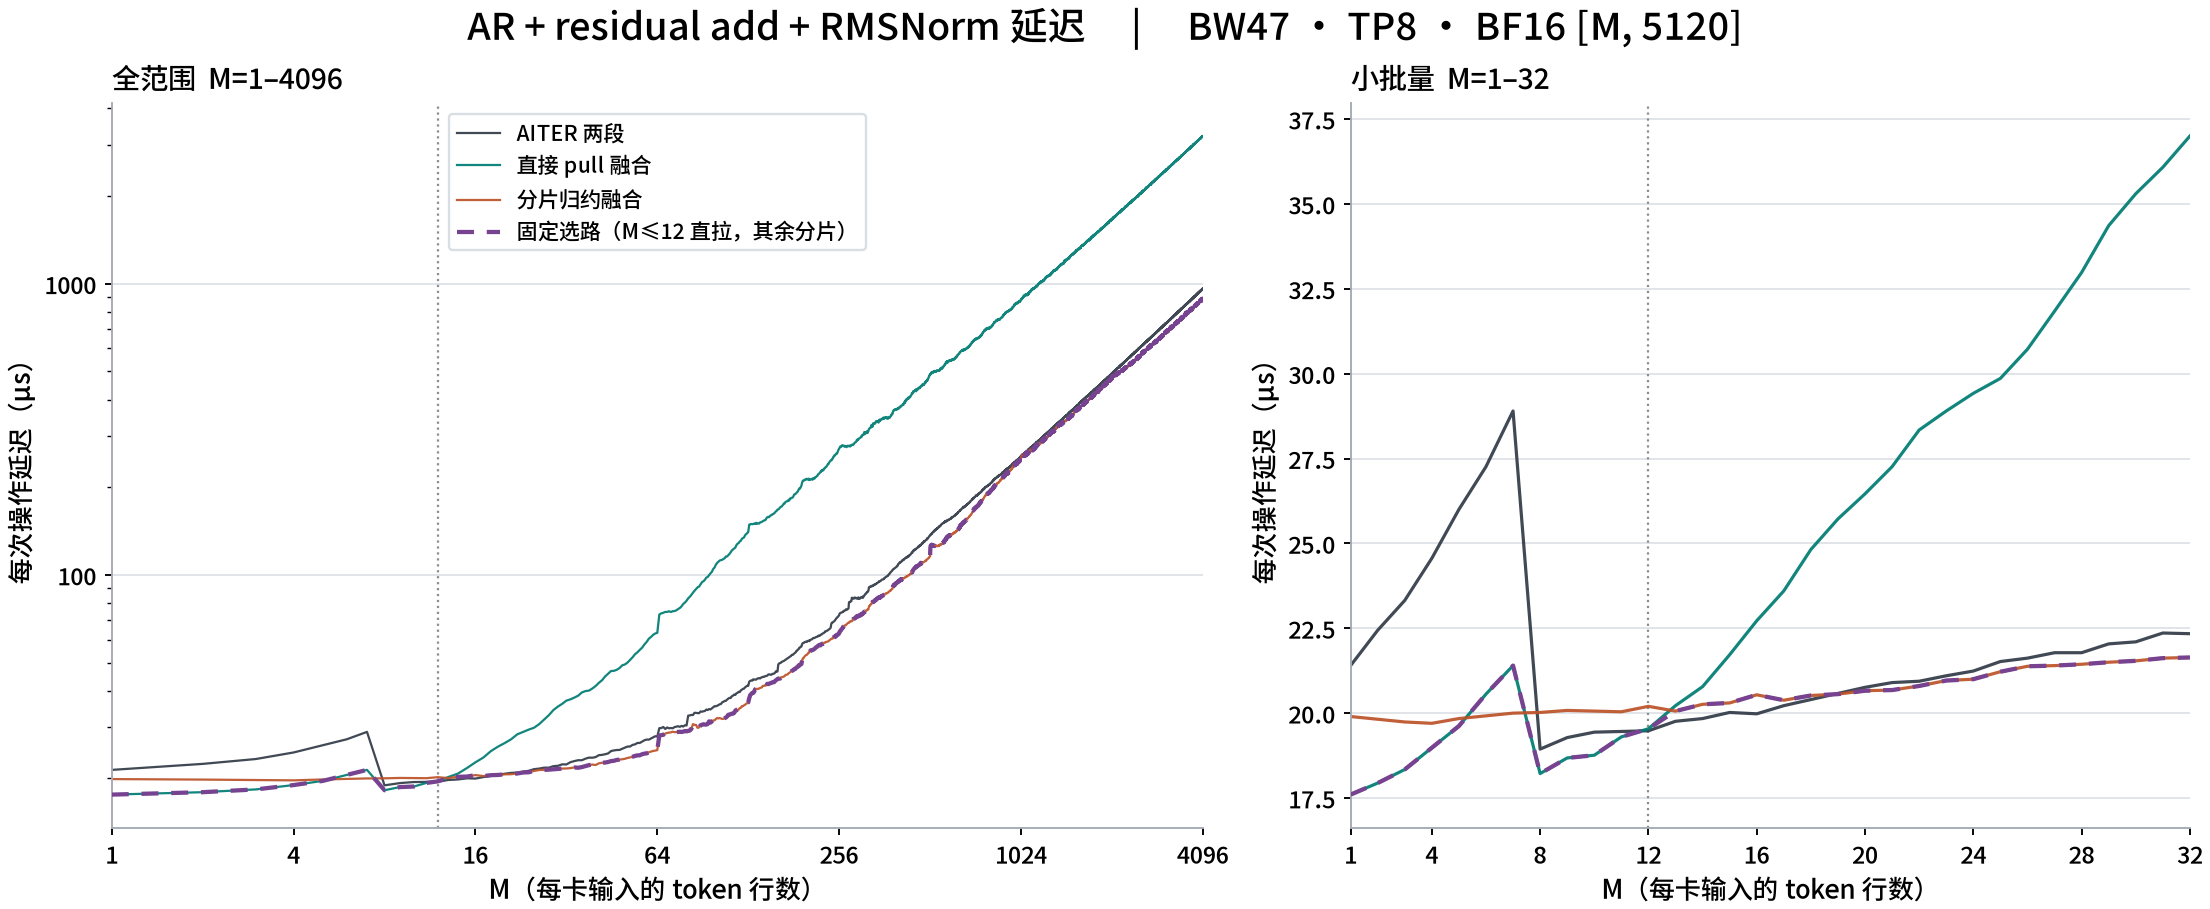 AR + residual add + RMSNorm 延迟 | BW47 • TP8 • BF16 [M, 5120]
全范围 M=1–4096
AITER 两段
直接 pull 融合
分片归约融合
固定选路（M≤12 直拉，其余分片）
1000
100
每次操作延迟（μs）
1
4
16
64
256
1024
4096
M（每卡输入的 token 行数）
小批量 M=1–32
37.5
35.0
32.5
30.0
27.5
25.0
22.5
20.0
17.5
每次操作延迟（μs）
1
4
8
12
16
20
24
28
32
M（每卡输入的 token 行数）